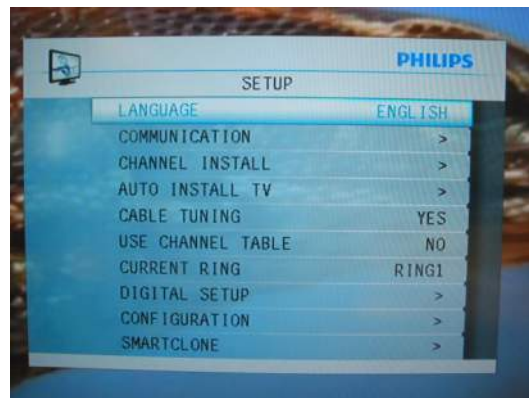 PHILIPS
SETUP
LANGUAGE ENGLISH
COMMUNICATION >
CHANNEL INSTALL >
AUTO INSTALL TV >
CABLE TUNING YES
USE CHANNEL TABLE NO
CURRENT RING RING1
DIGITAL SETUP >
CONFIGURATION >
SMARTCLONE >